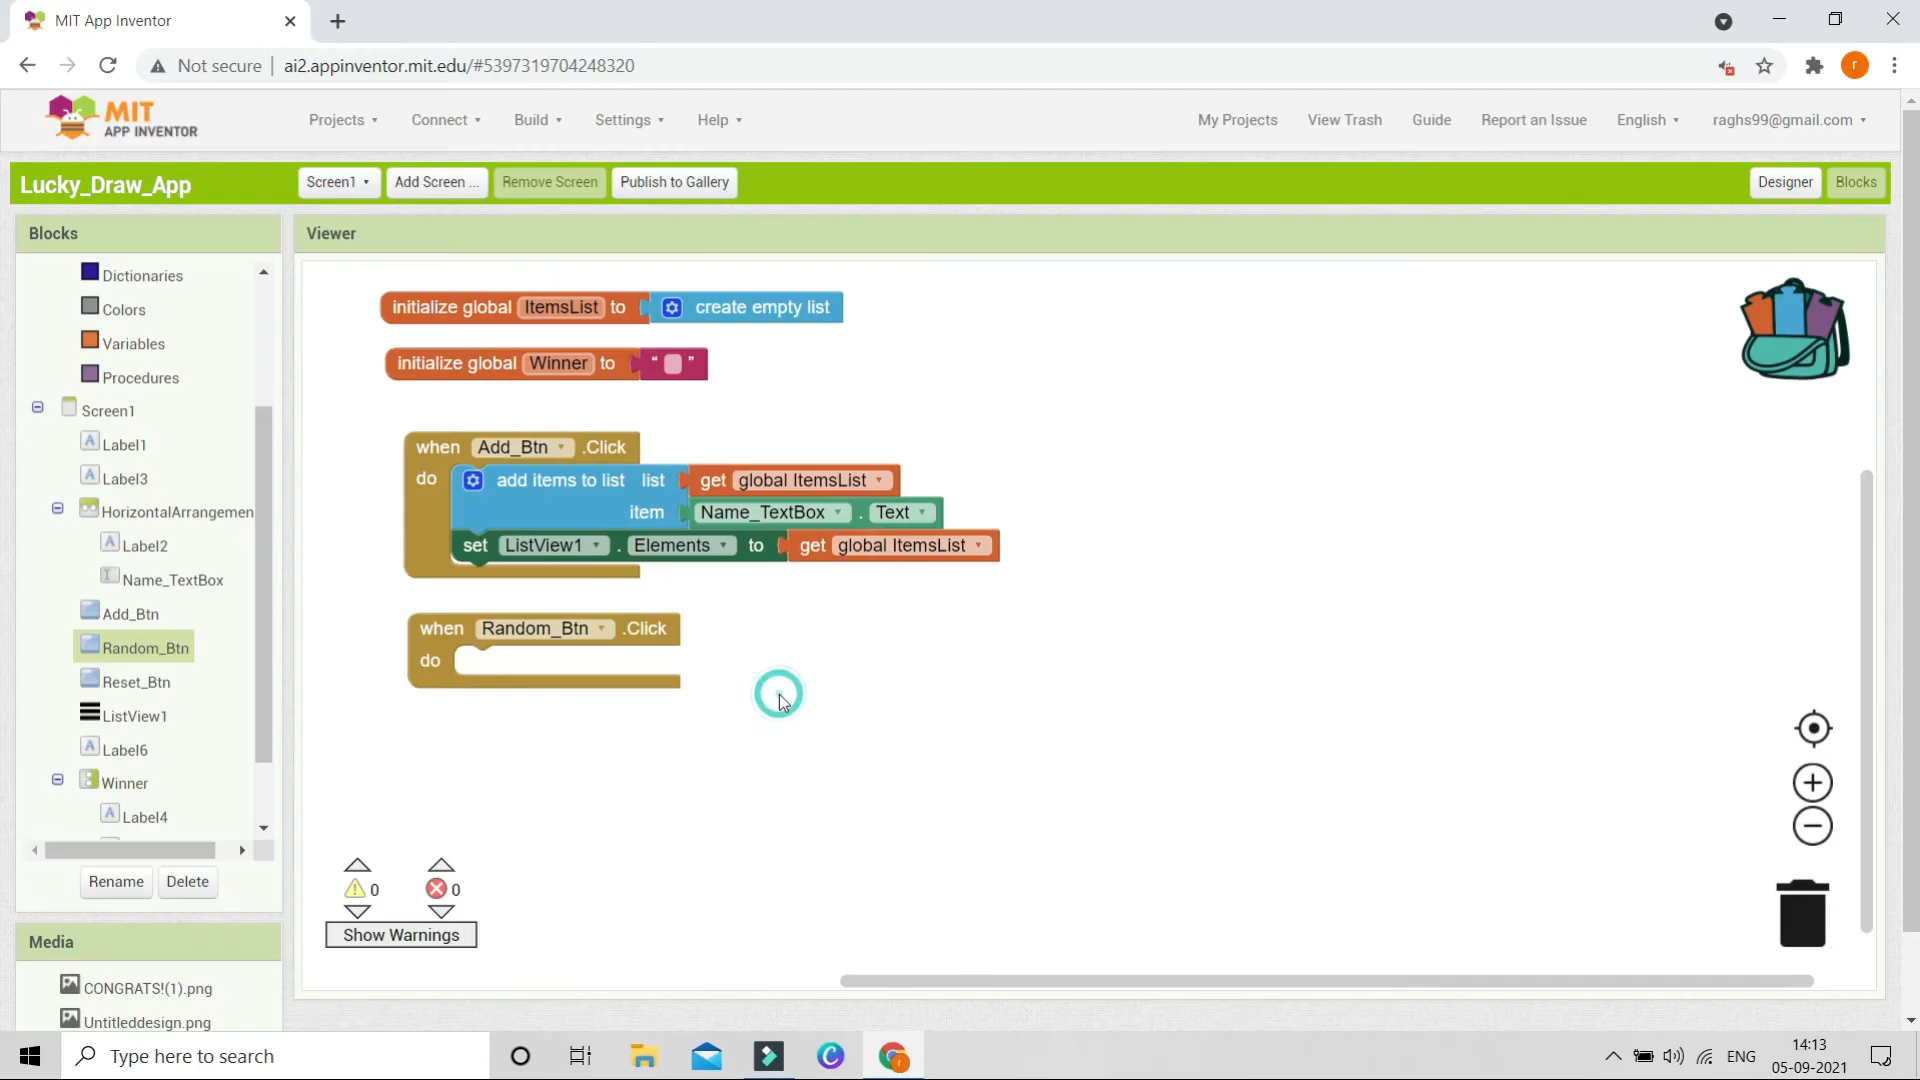 MIT App Inventor
Not secure
ai2.appinventor.mit.edu/#5397319704248320
r
MIT
APP INVENTOR
Projects
Connect
Build
Settings
Help
My Projects
View Trash
Guide
Report an Issue
English
raghs99@gmail.com
Lucky_Draw_App
Screen1
Add Screen ...
Remove Screen
Publish to Gallery
Designer
Blocks
Blocks
Dictionaries
Colors
Variables
Procedures
Screen1
Label1
Label3
HorizontalArrangemen
Label2
Name_TextBox
Add_Btn
Random_Btn
Reset_Btn
ListView1
Label6
Winner
Label4
Rename
Delete
Media
CONGRATS!(1).png
Untitleddesign.png
Viewer
initialize global ItemsList to create empty list
initialize global Winner to “ ”
when Add_Btn .Click
do add items to list list get global ItemsList
item Name_TextBox . Text
set ListView1 . Elements to get global ItemsList
when Random_Btn .Click
do
0
0
Show Warnings
Type here to search
ENG
14:13
05-09-2021